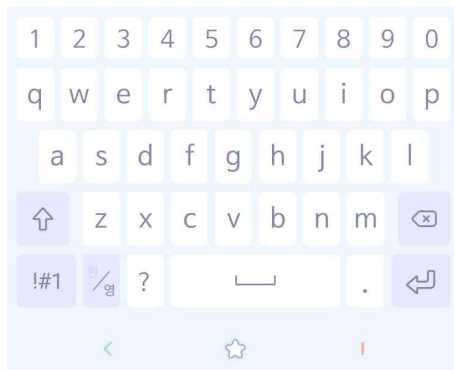 1 2 3 4 5 6 7 8 9 0
q w e r t y u i o p
a s d f g h j k l
z x c v b n m
!#1 한/영 ? .